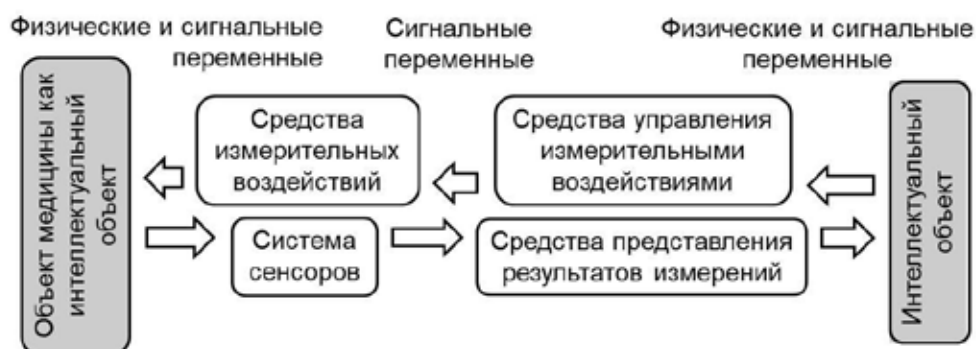 Физические и сигнальные
переменные
Сигнальные
переменные
Физические и сигнальные
переменные
Объект медицины как
интеллектуальный
объект
Средства
измерительных
воздействий
Средства управления
измерительными
воздействиями
Система
сенсоров
Средства представления
результатов измерений
Интеллектуальный
объект